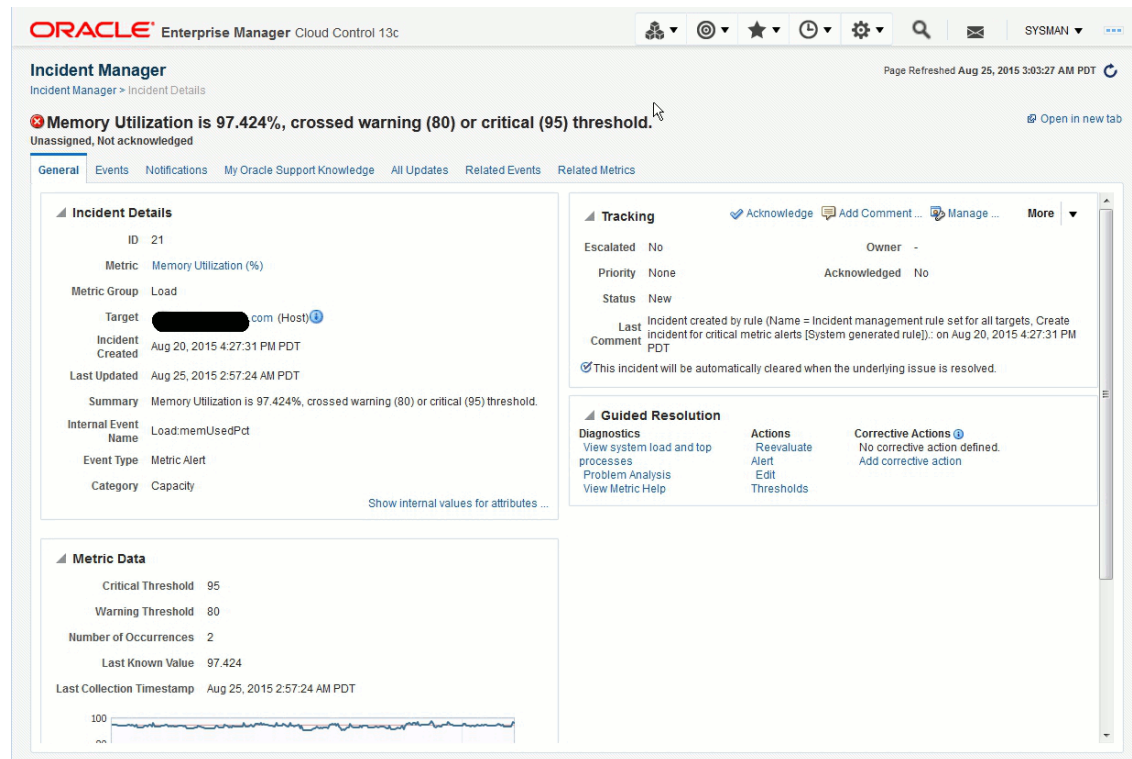 ORACLE Enterprise Manager Cloud Control 13c
SYSMAN
Incident Manager
Page Refreshed Aug 25, 2015 3:03:27 AM PDT
Incident Manager > Incident Details
Memory Utilization is 97.424%, crossed warning (80) or critical (95) threshold.
Open in new tab
Unassigned, Not acknowledged
General Events Notifications My Oracle Support Knowledge All Updates Related Events Related Metrics
Incident Details
ID 21
Metric Memory Utilization (%)
Metric Group Load
Target .com (Host)
Incident Created Aug 20, 2015 4:27:31 PM PDT
Last Updated Aug 25, 2015 2:57:24 AM PDT
Summary Memory Utilization is 97.424%, crossed warning (80) or critical (95) threshold.
Internal Event Name Load:memUsedPct
Event Type Metric Alert
Category Capacity
Show internal values for attributes ...
Tracking
Acknowledge Add Comment ... Manage ... More
Escalated No Owner -
Priority None Acknowledged No
Status New
Last Comment Incident created by rule (Name = Incident management rule set for all targets, Create
incident for critical metric alerts [System generated rule]).: on Aug 20, 2015 4:27:31 PM
PDT
This incident will be automatically cleared when the underlying issue is resolved.
Guided Resolution
Diagnostics
View system load and top
processes
Problem Analysis
View Metric Help
Actions
Reevaluate
Alert
Edit
Thresholds
Corrective Actions
No corrective action defined.
Add corrective action
Metric Data
Critical Threshold 95
Warning Threshold 80
Number of Occurrences 2
Last Known Value 97.424
Last Collection Timestamp Aug 25, 2015 2:57:24 AM PDT
100